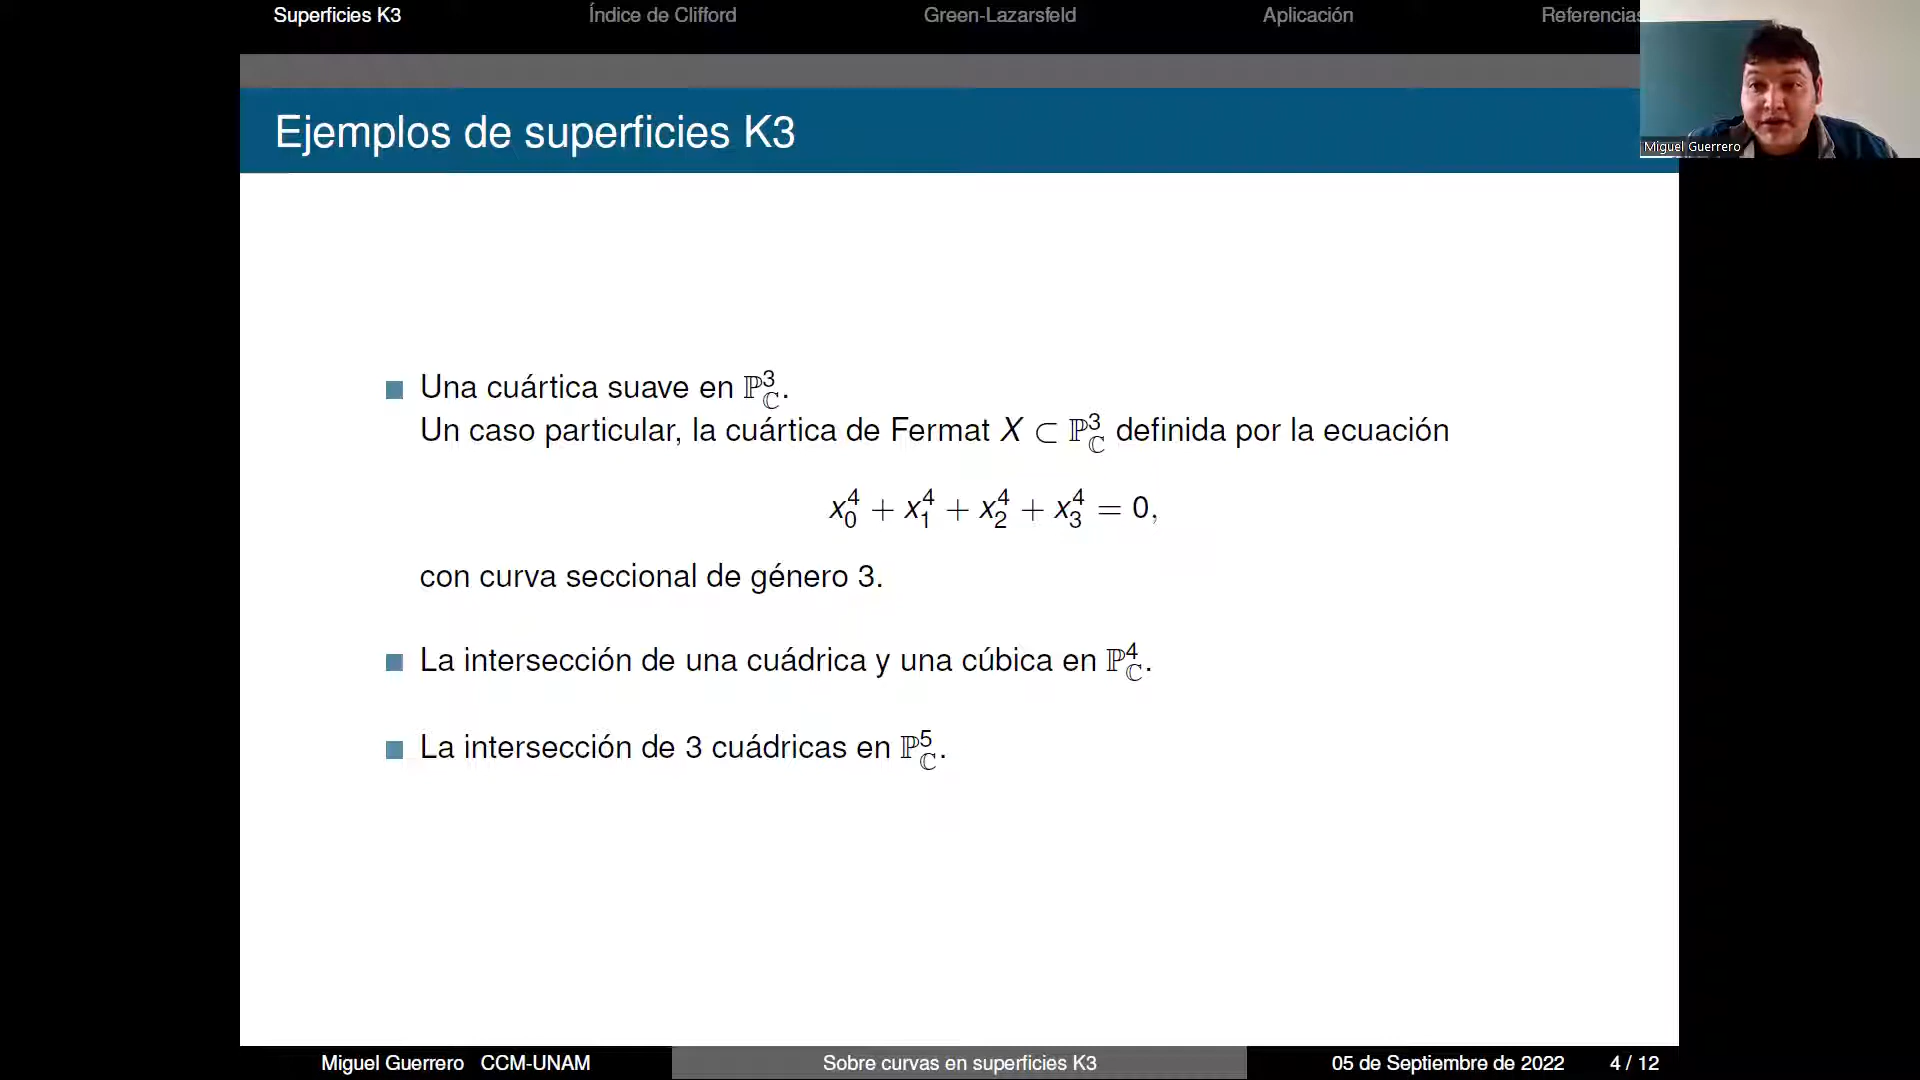 Superficies K3 Índice de Clifford Green-Lazarsfeld Aplicación Referencias
Ejemplos de superficies K3
Miguel Guerrero
Una cuártica suave en ℙ³_ℂ.
Un caso particular, la cuártica de Fermat X ⊂ ℙ³_ℂ definida por la ecuación
x₀⁴ + x₁⁴ + x₂⁴ + x₃⁴ = 0,
con curva seccional de género 3.
La intersección de una cuádrica y una cúbica en ℙ⁴_ℂ.
La intersección de 3 cuádricas en ℙ⁵_ℂ.
Miguel Guerrero CCM-UNAM Sobre curvas en superficies K3 05 de Septiembre de 2022 4 / 12